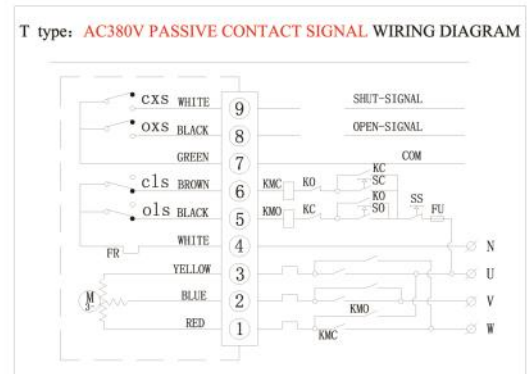 T type: AC380V PASSIVE CONTACT SIGNAL WIRING DIAGRAM
cxs WHITE 9 SHUT-SIGNAL
oxs BLACK 8 OPEN-SIGNAL
GREEN 7 COM
KC
cls BROWN 6 KMC KO SC
KO SS
ols BLACK 5 KMO KC SO FU
WHITE 4 N
FR
YELLOW 3 U
M 3~ BLUE 2 V
KMO
RED 1 W
KMC